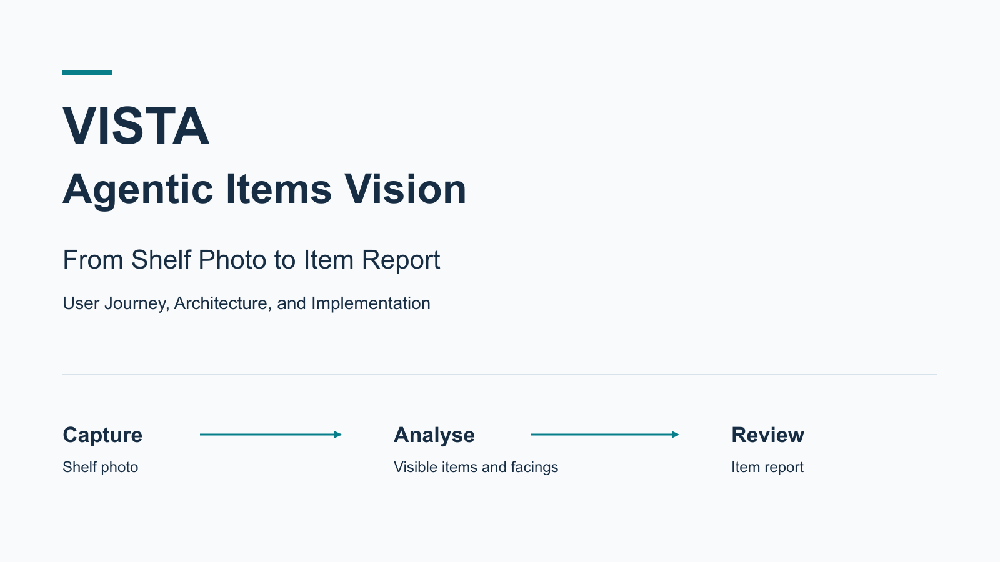 VISTA
Agentic Items Vision
From Shelf Photo to Item Report
User Journey, Architecture, and Implementation
Capture
Shelf photo
Analyse
Visible items and facings
Review
Item report